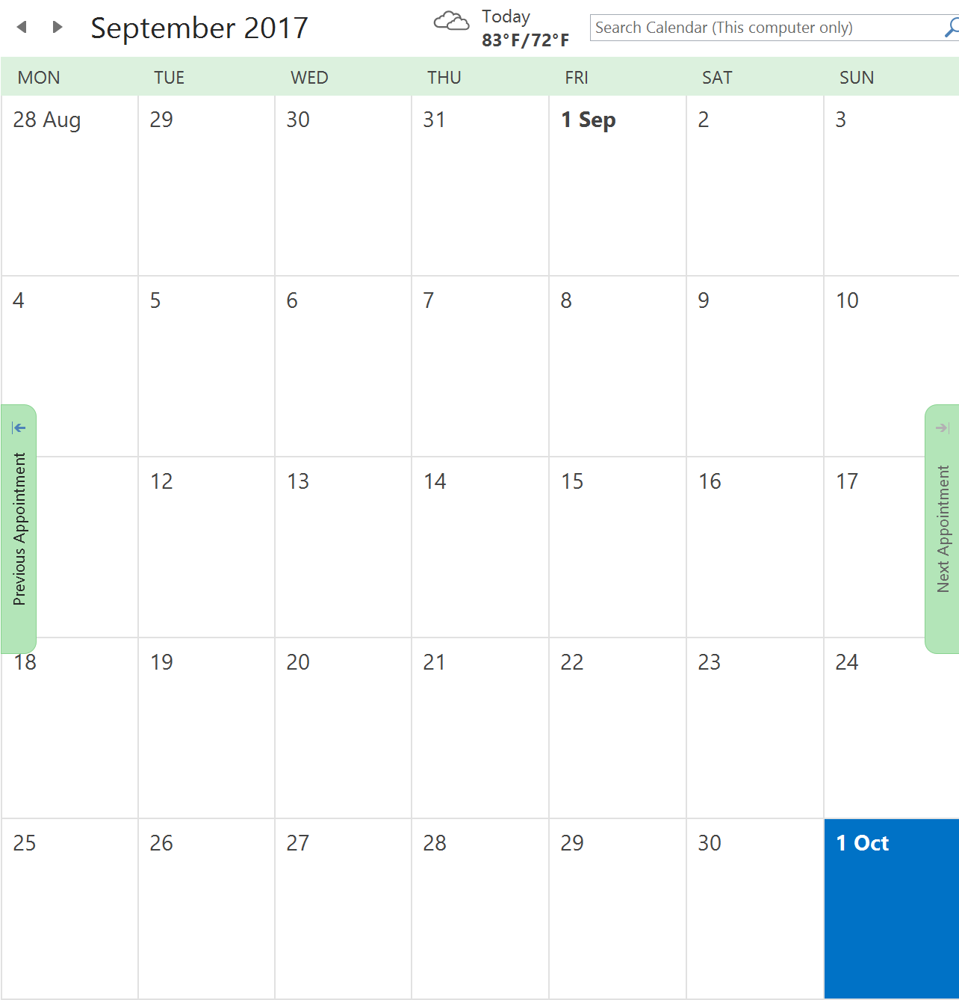 September 2017
Today
83°F/72°F
Search Calendar (This computer only)
MON TUE WED THU FRI SAT SUN
28 Aug 29 30 31 1 Sep 2 3
4 5 6 7 8 9 10
12 13 14 15 16 17
Previous Appointment
Next Appointment
18 19 20 21 22 23 24
25 26 27 28 29 30 1 Oct